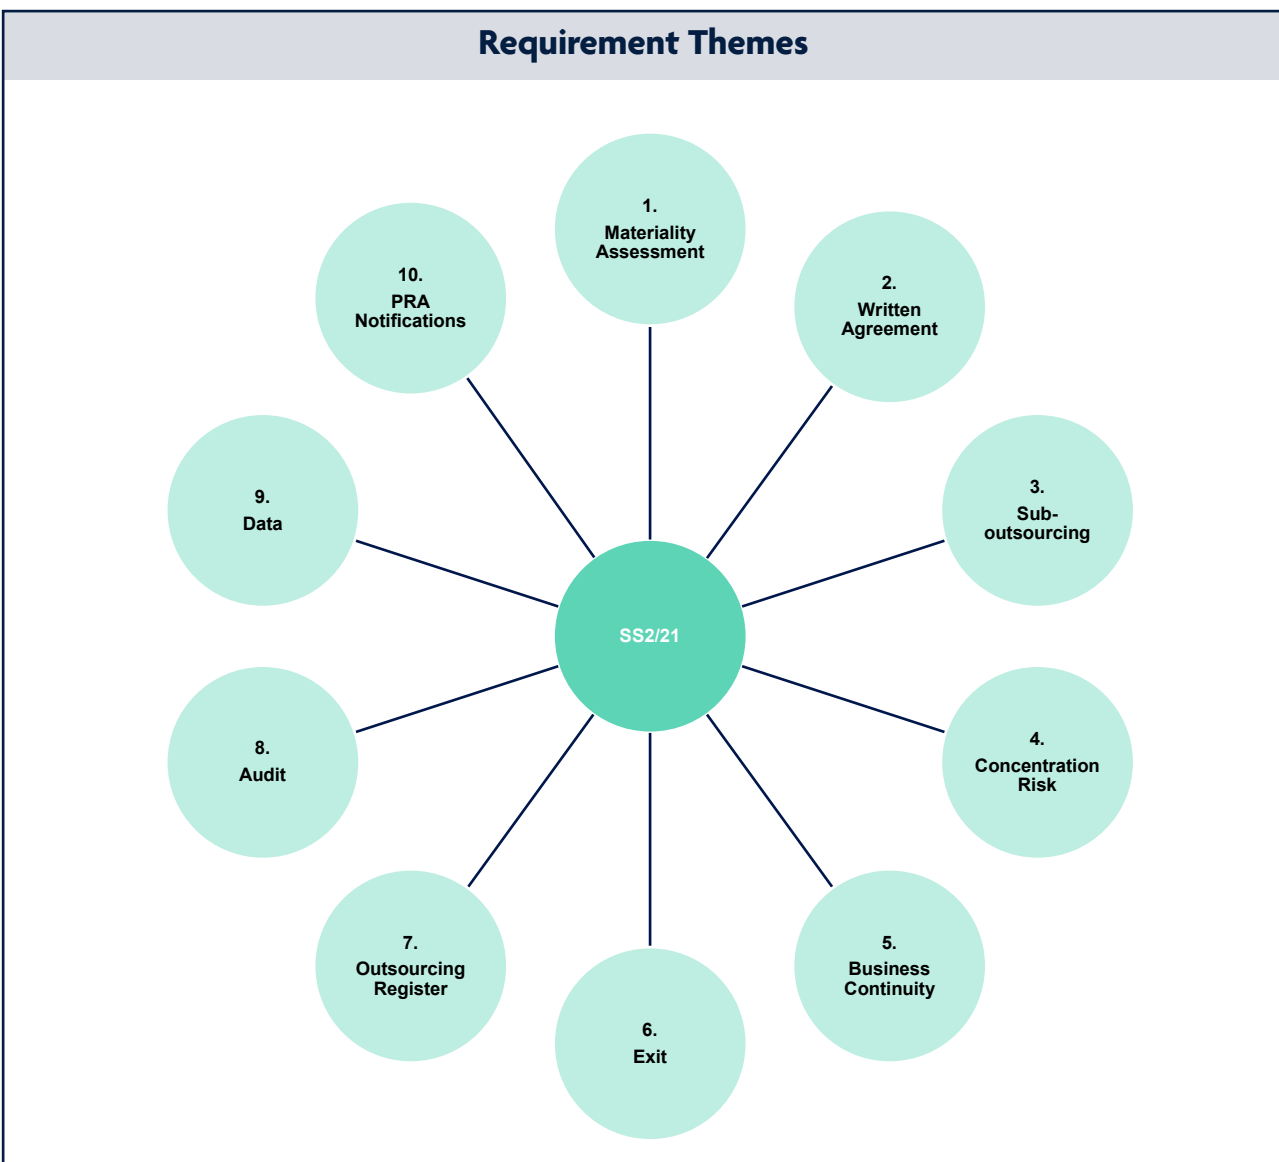 Requirement Themes
1.
Materiality
Assessment
2.
Written
Agreement
3.
Sub-
outsourcing
4.
Concentration
Risk
5.
Business
Continuity
6.
Exit
7.
Outsourcing
Register
8.
Audit
9.
Data
10.
PRA
Notifications
SS2/21